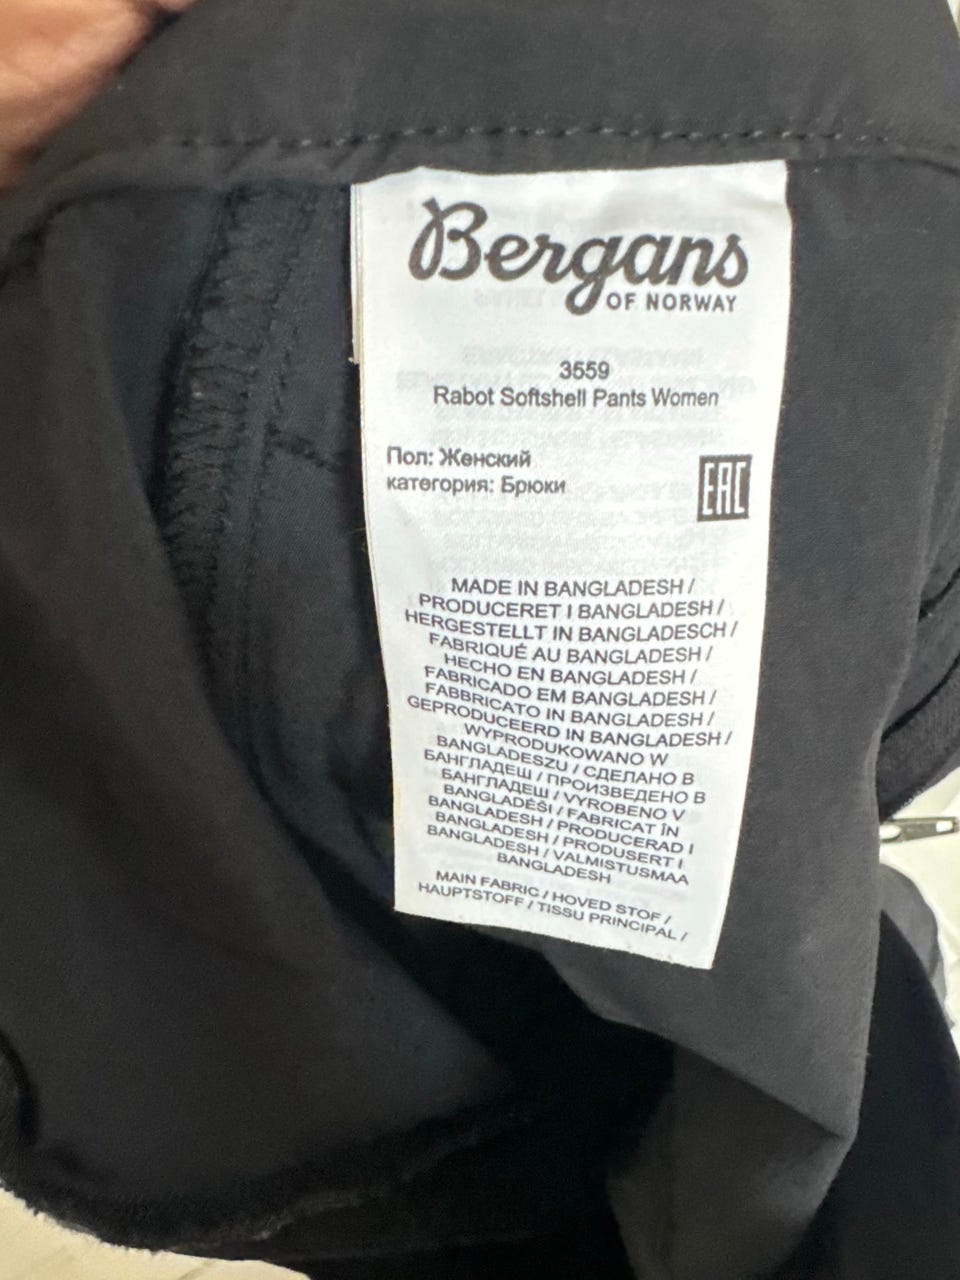 Bergans
OF NORWAY
3559
Rabot Softshell Pants Women
Пол: Женский
категория: Брюки
EAC
MADE IN BANGLADESH /
PRODUCERET I BANGLADESH /
HERGESTELLT IN BANGLADESCH /
FABRIQUÉ AU BANGLADESH /
HECHO EN BANGLADESH /
FABRICADO EM BANGLADESH /
FABBRICATO IN BANGLADESH /
GEPRODUCEERD IN BANGLADESH /
WYPRODUKOWANO W
BANGLADESZU / СДЕЛАНО В
БАНГЛАДЕШ / ПРОИЗВЕДЕНО В
БАНГЛАДЕШ / VYROBENO V
BANGLADÉŠI / FABRICAT ÎN
BANGLADESH / PRODUCERAD I
BANGLADESH / PRODUSERT I
BANGLADESH / VALMISTUSMAA
BANGLADESH
MAIN FABRIC / HOVED STOF /
HAUPTSTOFF / TISSU PRINCIPAL /